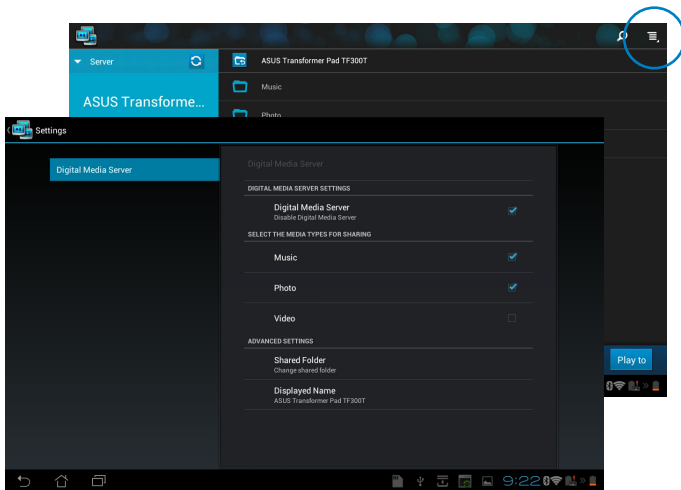 Server
ASUS Transformer Pad TF300T
Music
ASUS Transforme...
Photo
Settings
Digital Media Server
Digital Media Server
DIGITAL MEDIA SERVER SETTINGS
Digital Media Server
Disable Digital Media Server
SELECT THE MEDIA TYPES FOR SHARING
Music
Photo
Video
ADVANCED SETTINGS
Shared Folder
Change shared folder
Displayed Name
ASUS Transformer Pad TF300T
Play to
9:22